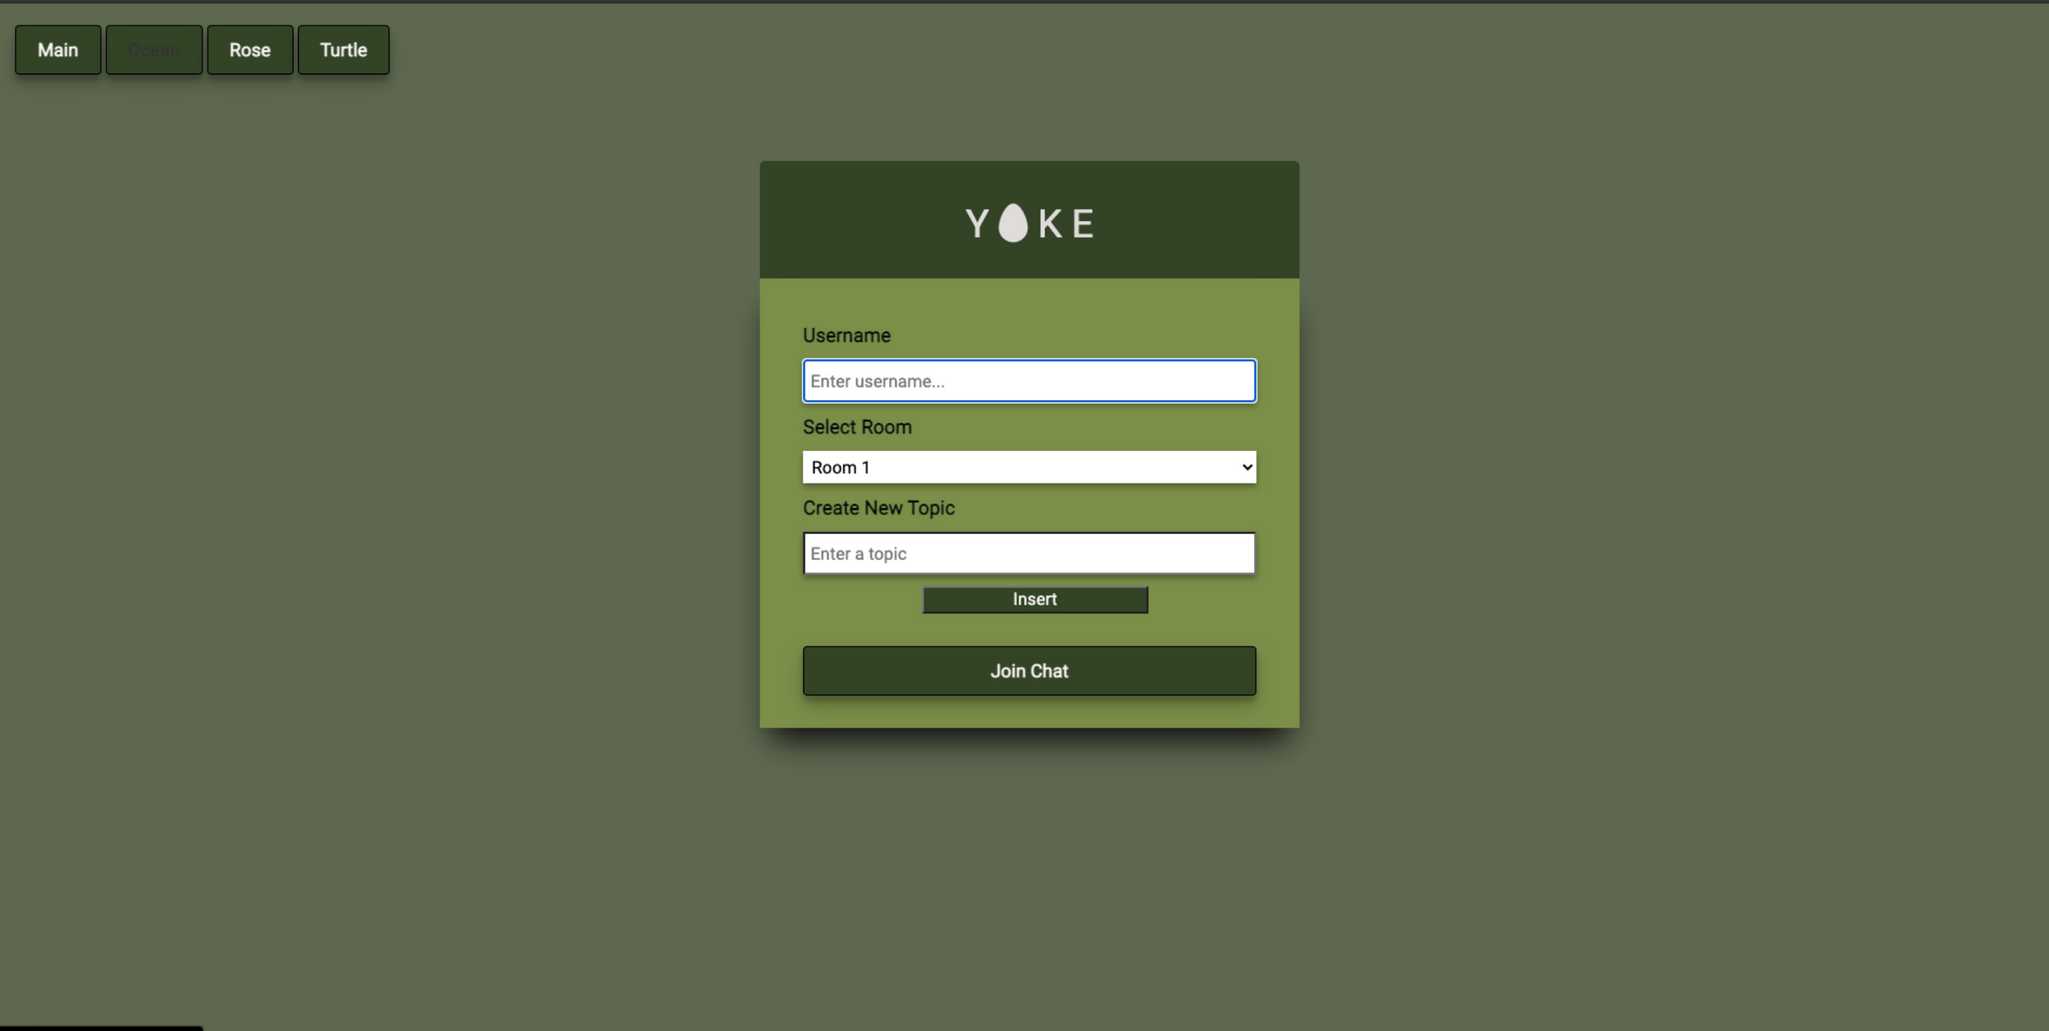 Main
Ocean
Rose
Turtle
Y KE
Username
Enter username...
Select Room
Room 1
Create New Topic
Enter a topic
Insert
Join Chat